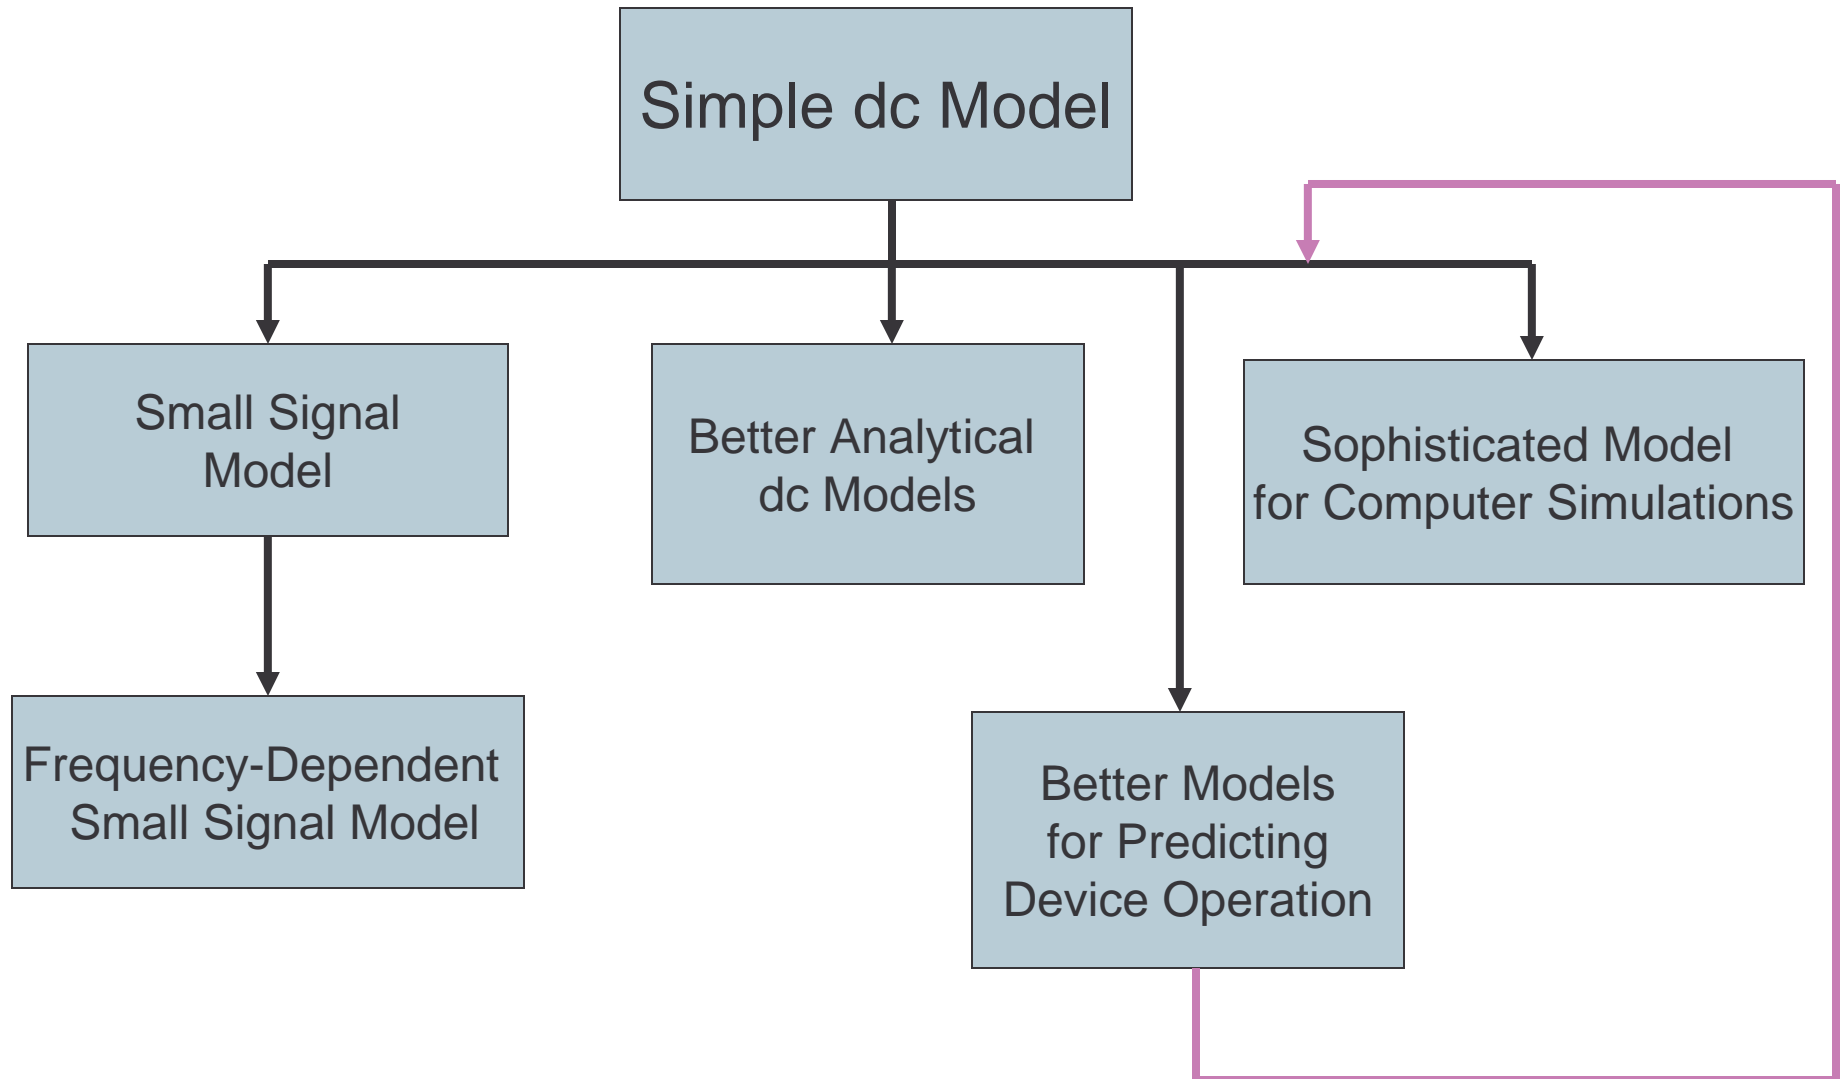 Simple dc Model
Small Signal
Model
Better Analytical
dc Models
Sophisticated Model
for Computer Simulations
Frequency-Dependent
Small Signal Model
Better Models
for Predicting
Device Operation